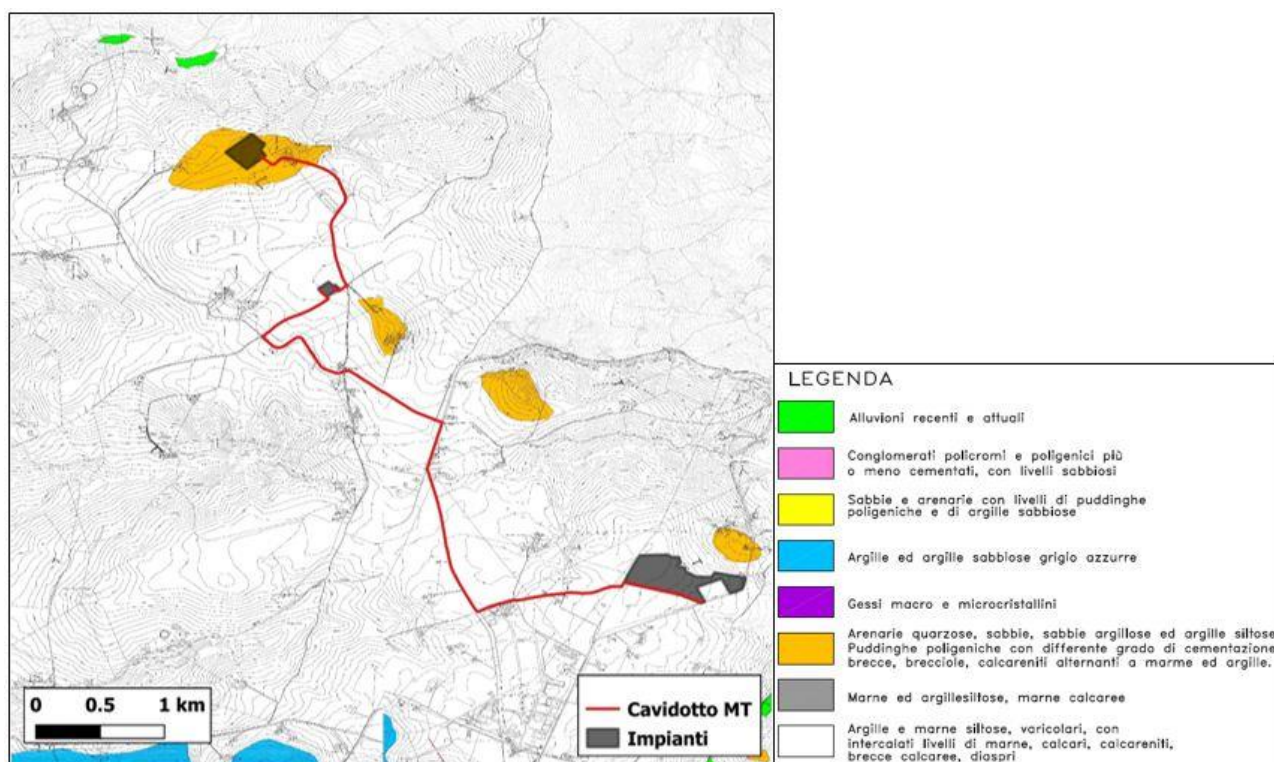 0 0.5 1 km
Cavidotto MT
Impianti
LEGENDA
Alluvioni recenti e attuali
Conglomerati policromi e poligenici più
o meno cementati, con livelli sabbiosi
Sabbie e arenarie con livelli di puddinghe
poligeniche e di argille sabbiose
Argille ed argille sabbiose grigio azzurre
Gessi macro e microcristallini
Arenarie quarzose, sabbie, sabbie argillose ed argille siltose
Puddinghe poligeniche con differente grado di cementazione
brecce, brecciole, calcareniti alternanti a marme ed argille.
Marne ed argillesiltose, marne calcaree
Argille e marne siltose, varicolari, con
intercalati livelli di marne, calcari, calcareniti,
brecce calcaree, diaspri